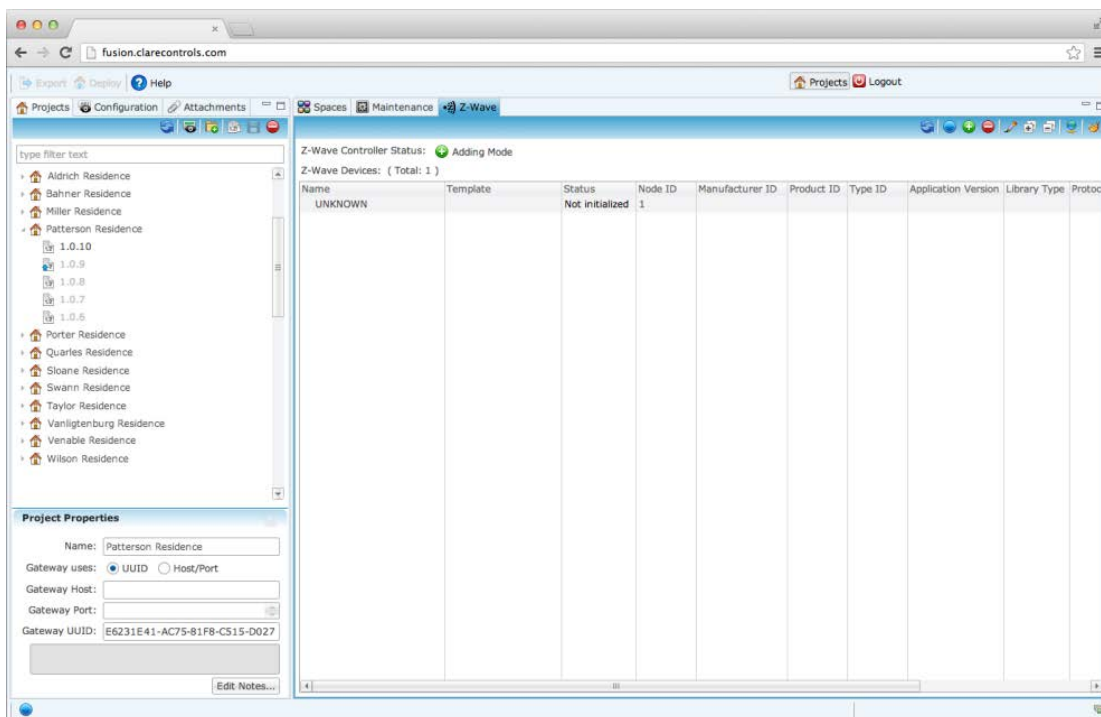 fusion.clarecontrols.com
Export Deploy Help Projects Logout
Projects Configuration Attachments Spaces Maintenance Z-Wave
type filter text
Aldrich Residence
Bahner Residence
Miller Residence
Patterson Residence
1.0.10
1.0.9
1.0.8
1.0.7
1.0.6
Porter Residence
Quarles Residence
Sloane Residence
Swann Residence
Taylor Residence
Vanligtenburg Residence
Venable Residence
Wilson Residence
Project Properties
Name: Patterson Residence
Gateway uses: UUID Host/Port
Gateway Host:
Gateway Port:
Gateway UUID: E6231E41-AC75-81F8-C515-D027
Edit Notes...
Z-Wave Controller Status: Adding Mode
Z-Wave Devices: ( Total: 1 )
Name Template Status Node ID Manufacturer ID Product ID Type ID Application Version Library Type Protoc
UNKNOWN Not initialized 1